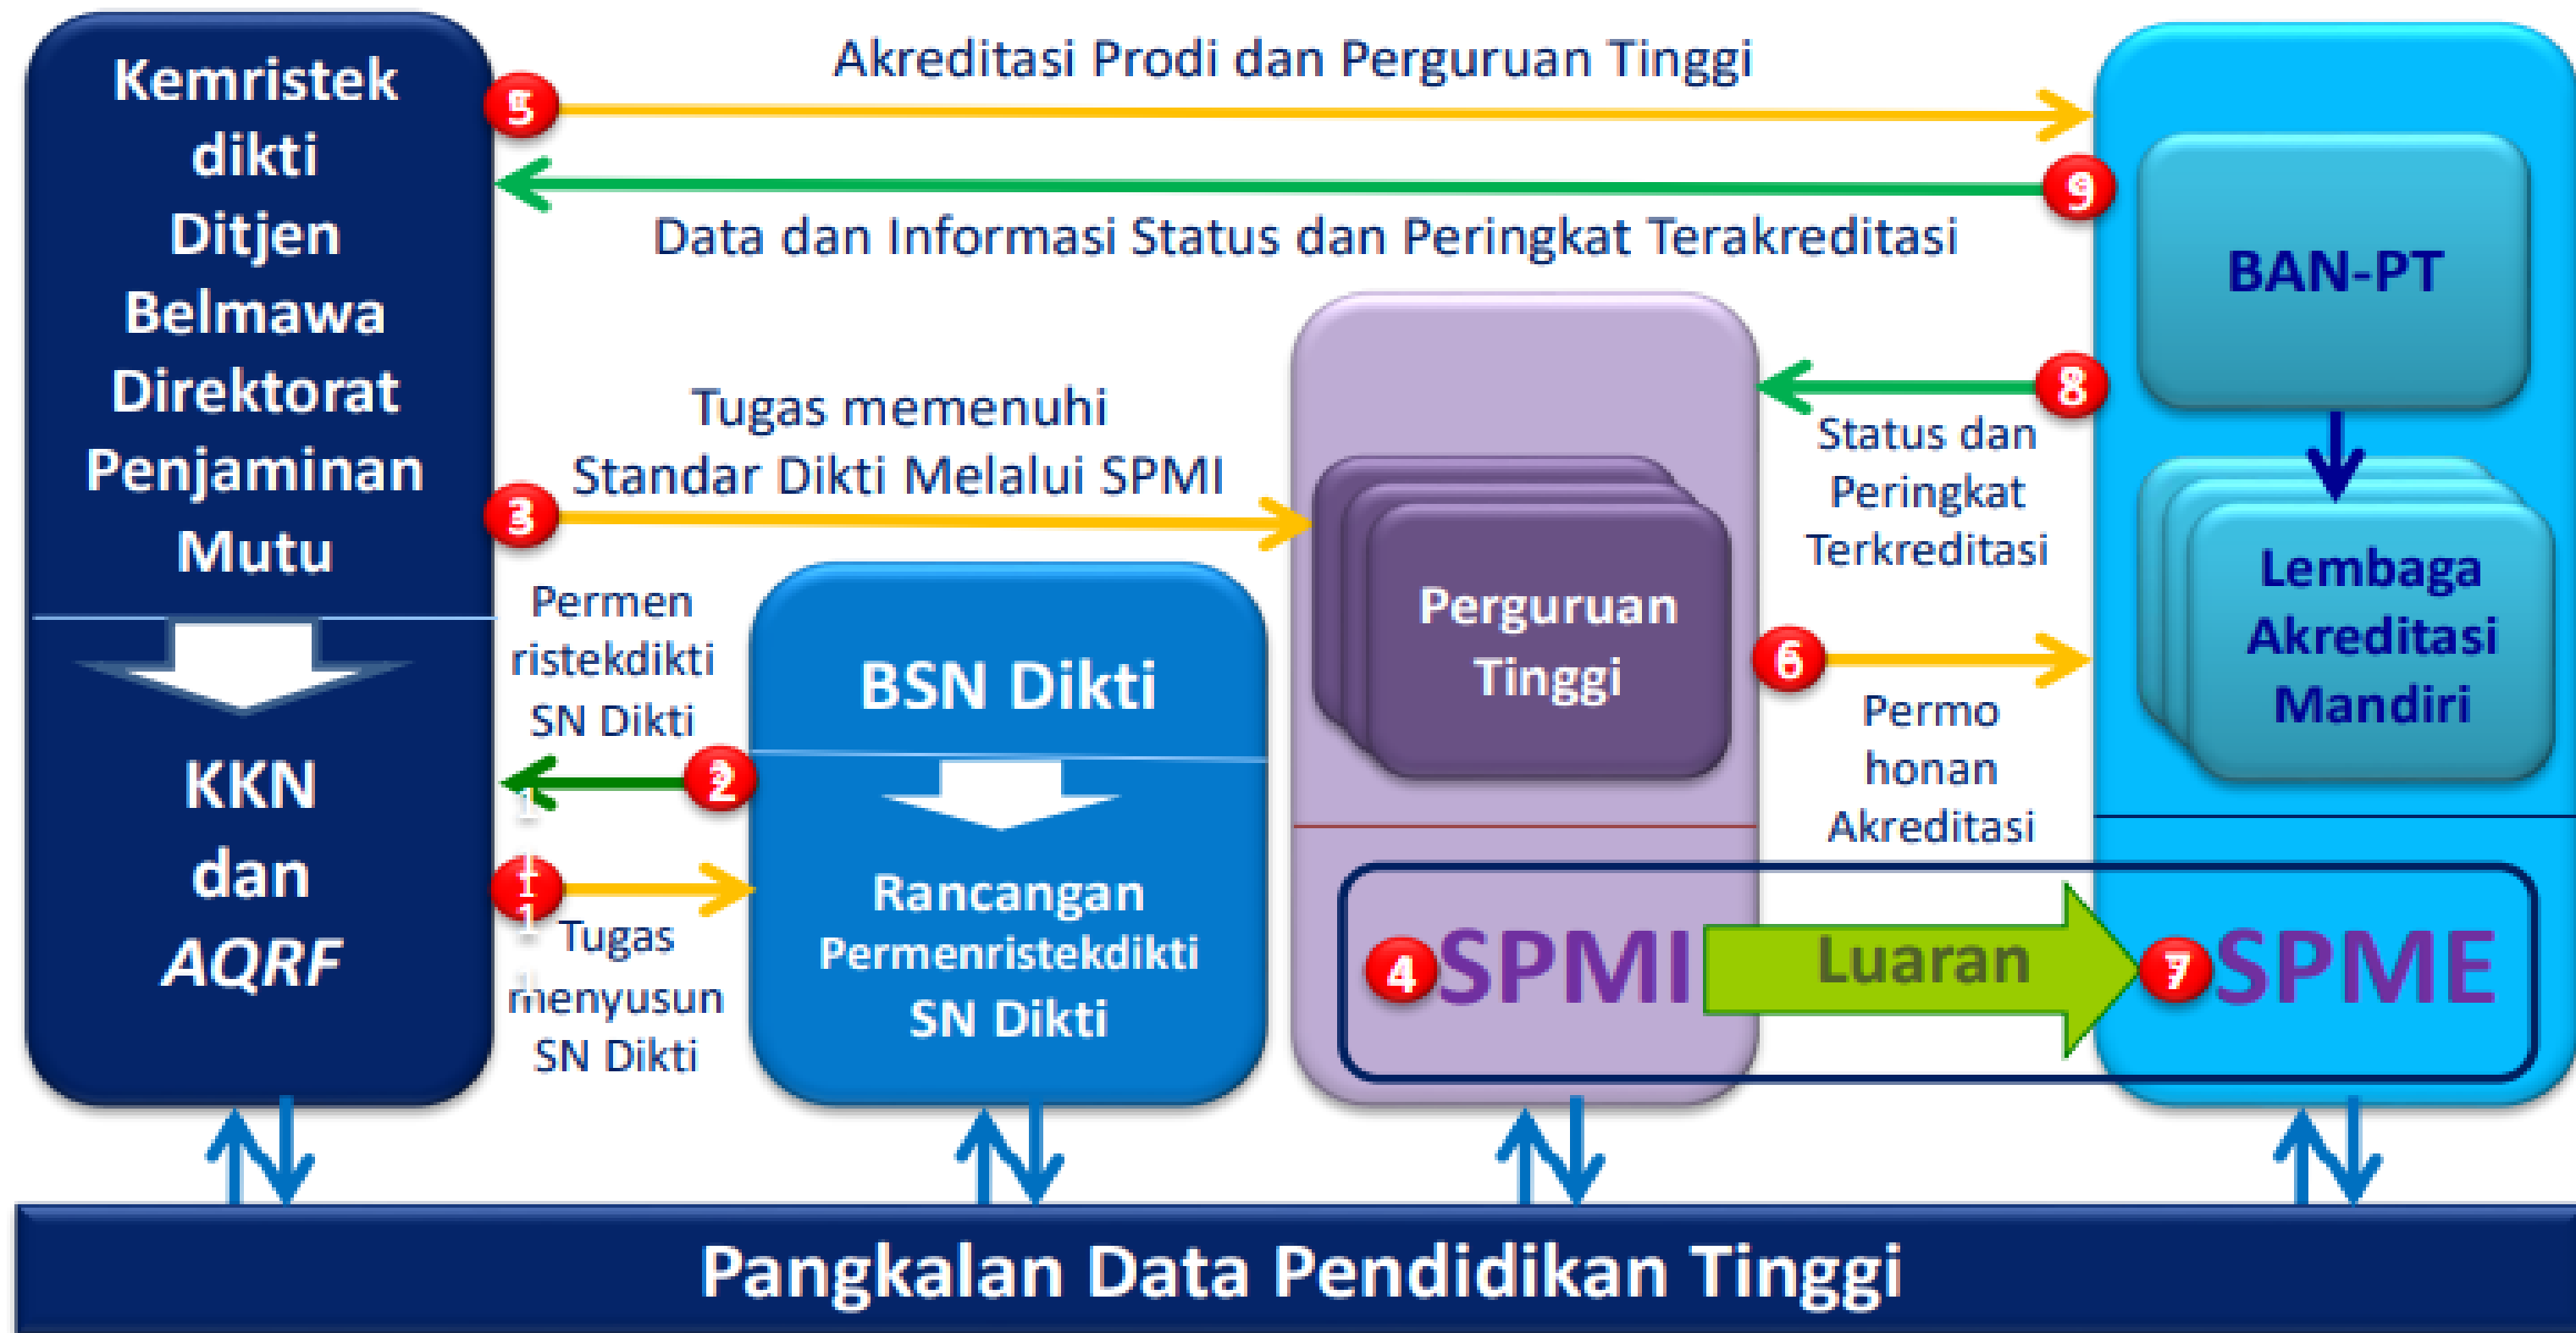 Kemristek
dikti
Ditjen
Belmawa
Direktorat
Penjaminan
Mutu
KKN
dan
AQRF
5
Akreditasi Prodi dan Perguruan Tinggi
9
Data dan Informasi Status dan Peringkat Terakreditasi
3
Tugas memenuhi
Standar Dikti Melalui SPMI
Permen
ristekdikti
SN Dikti
2
1
Tugas
menyusun
SN Dikti
BSN Dikti
Rancangan
Permenristekdikti
SN Dikti
Perguruan
Tinggi
8
Status dan
Peringkat
Terkreditasi
6
Permo
honan
Akreditasi
BAN-PT
Lembaga
Akreditasi
Mandiri
4 SPMI
Luaran
7 SPME
Pangkalan Data Pendidikan Tinggi